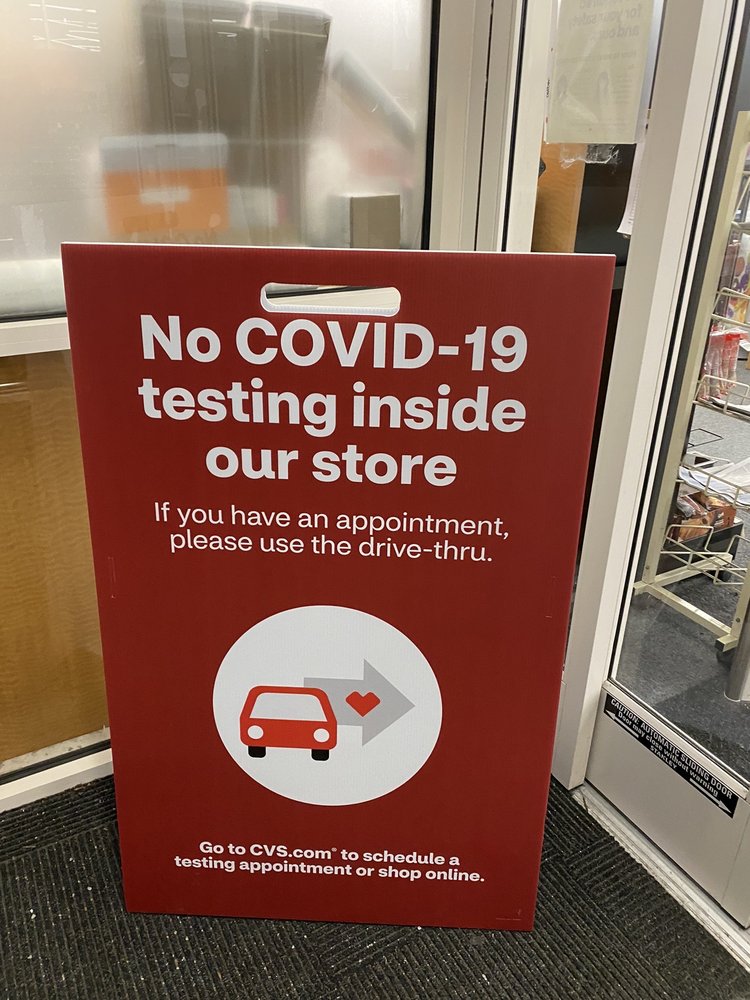 No COVID-19
testing inside
our store
If you have an appointment,
please use the drive-thru.
Go to CVS.com® to schedule a
testing appointment or shop online.
CAUTION: AUTOMATIC SLIDING DOOR
STANLEY